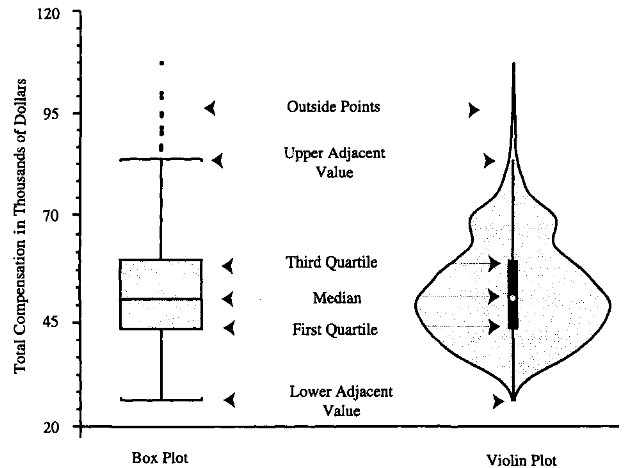 Total Compensation in Thousands of Dollars
120
95
70
45
20
Outside Points
Upper Adjacent
Value
Third Quartile
Median
First Quartile
Lower Adjacent
Value
Box Plot
Violin Plot